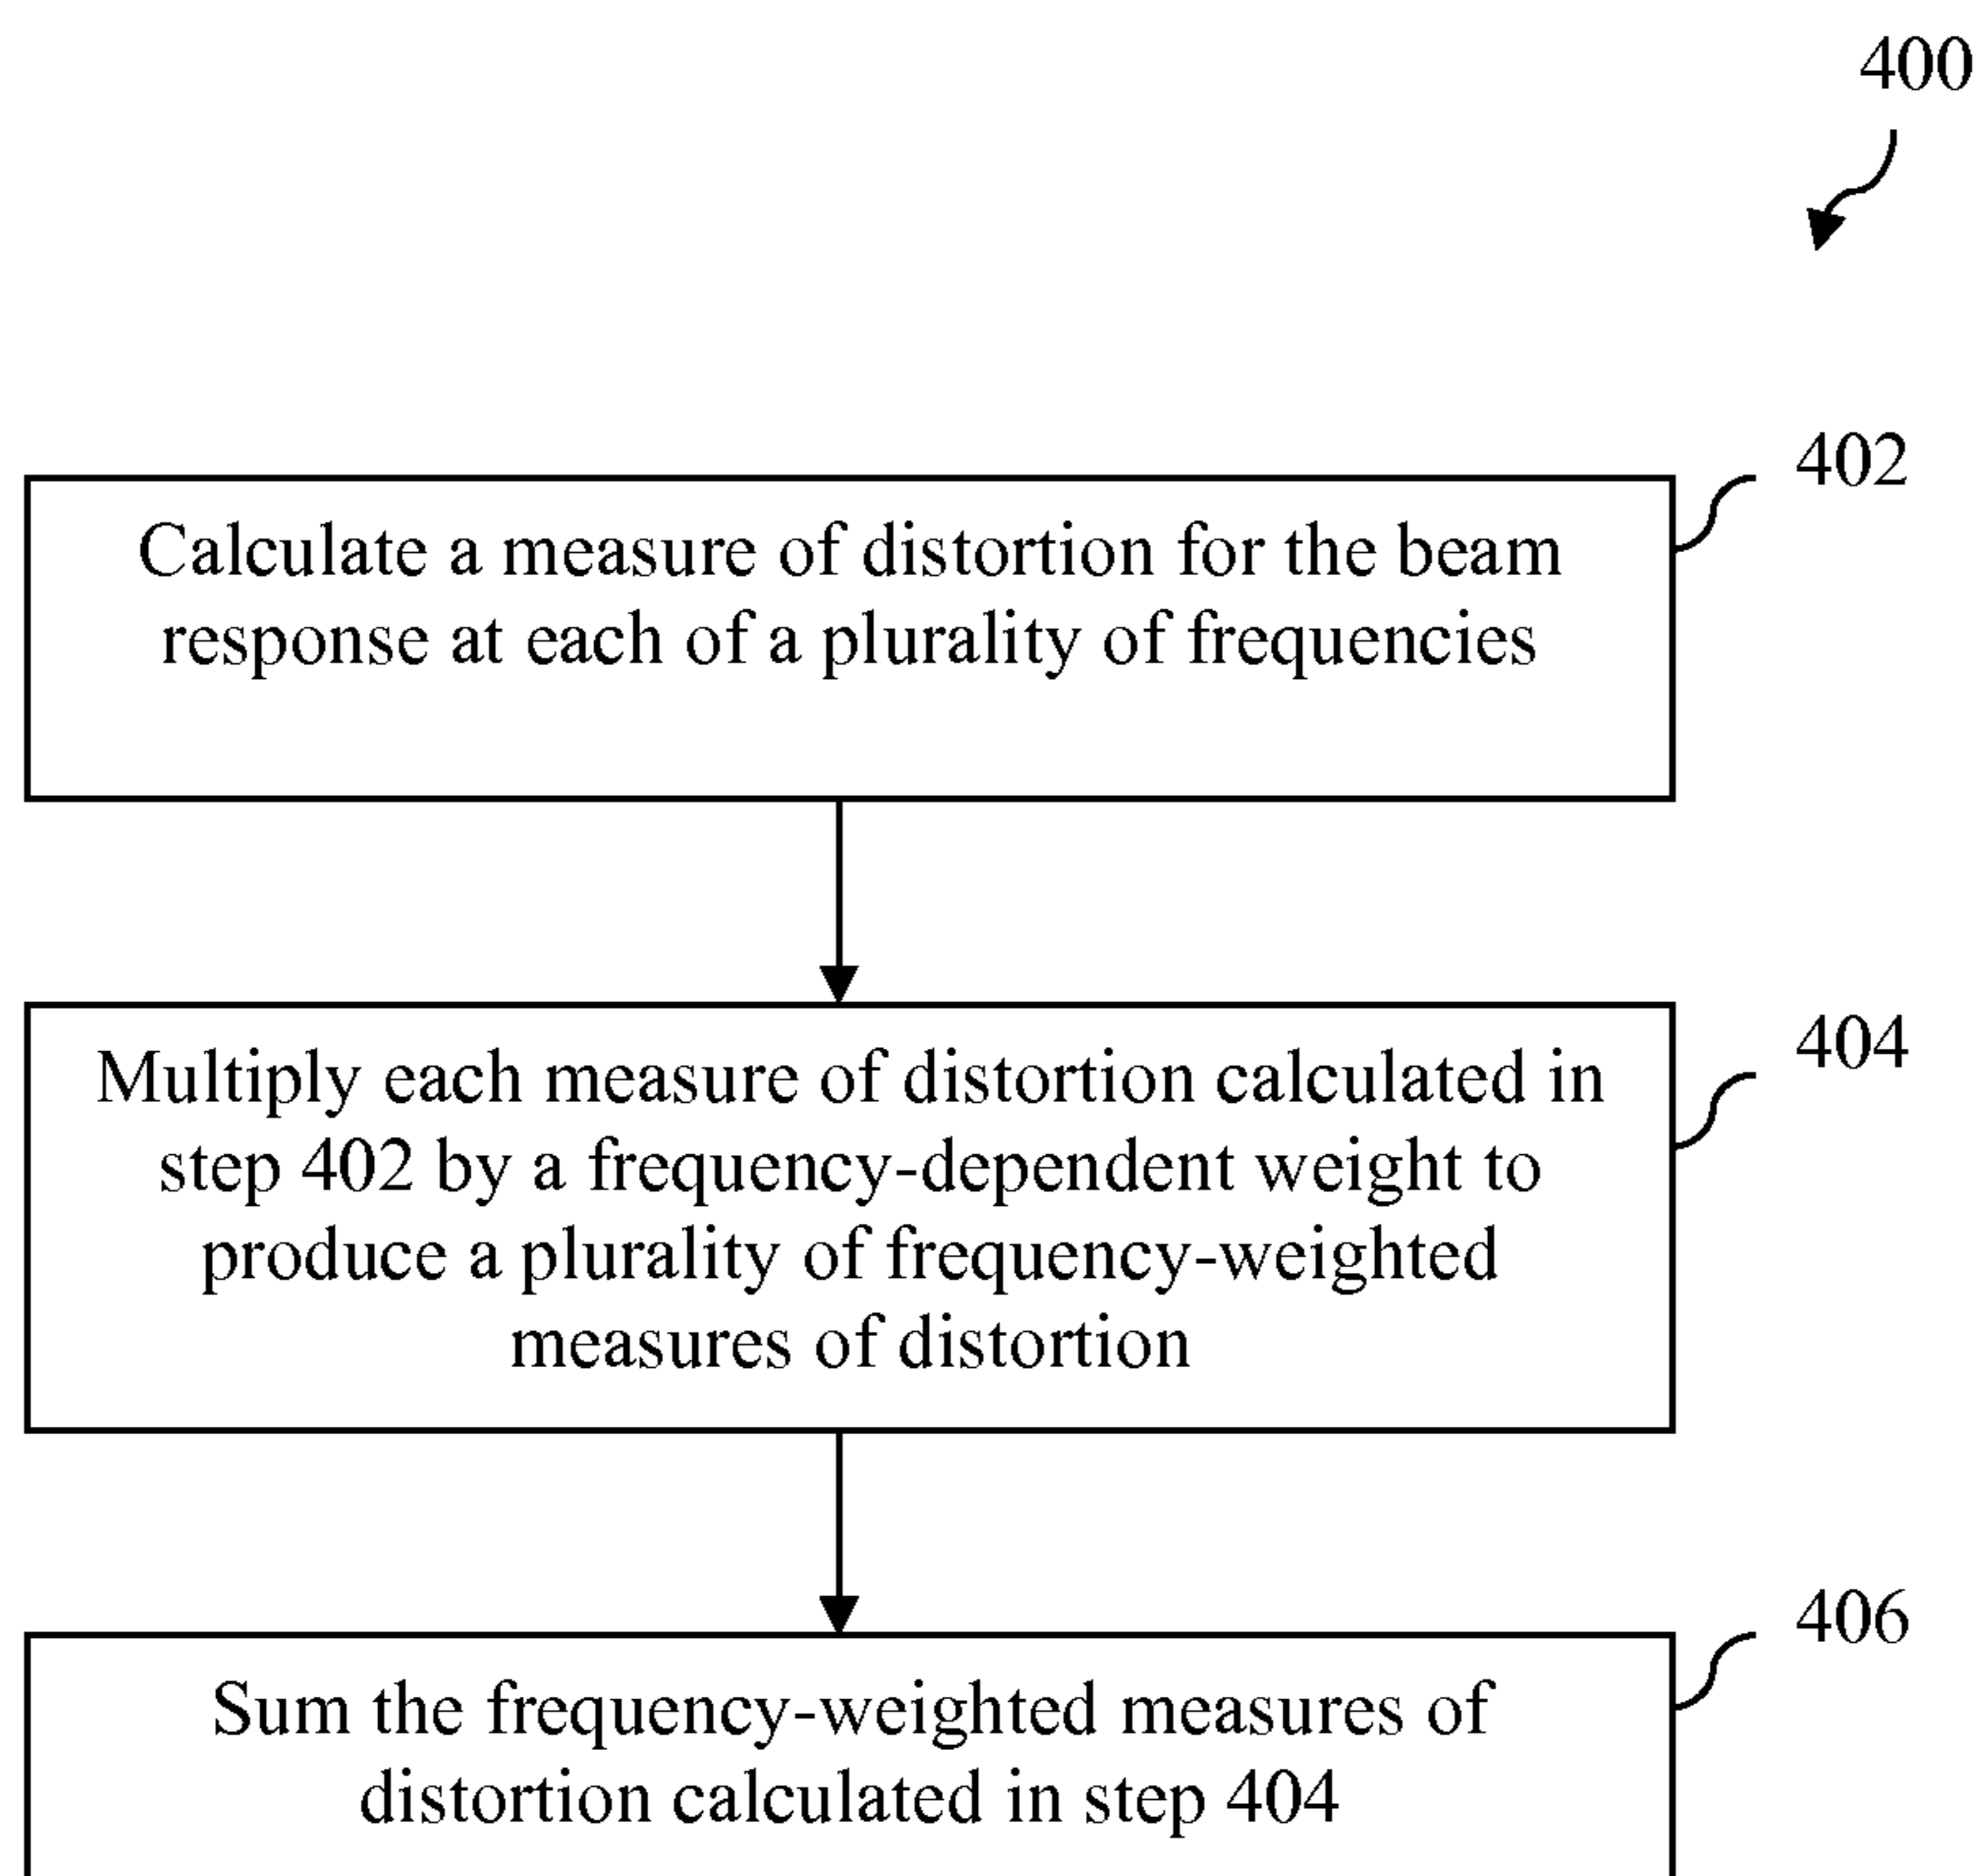 400
402
Calculate a measure of distortion for the beam
response at each of a plurality of frequencies
404
Multiply each measure of distortion calculated in
step 402 by a frequency-dependent weight to
produce a plurality of frequency-weighted
measures of distortion
406
Sum the frequency-weighted measures of
distortion calculated in step 404